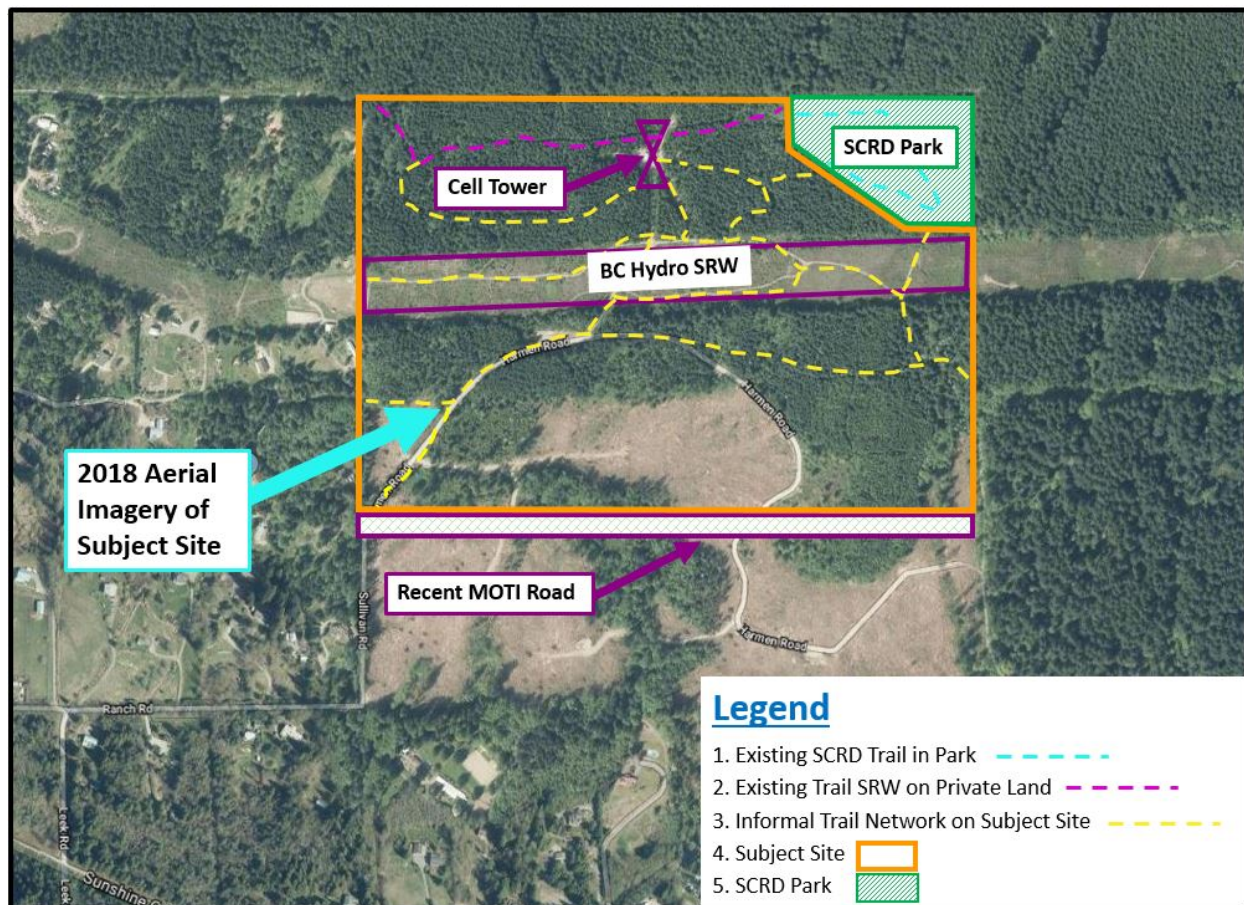 SCRD Park
Cell Tower
BC Hydro SRW
Harmen Road
Harmen Road
2018 Aerial
Imagery of
Subject Site
Recent MOTI Road
Sullivan Rd
Harmen Road
Ranch Rd
Leek Rd
Leek
Legend
1. Existing SCRD Trail in Park
2. Existing Trail SRW on Private Land
3. Informal Trail Network on Subject Site
4. Subject Site
5. SCRD Park
Sunshine